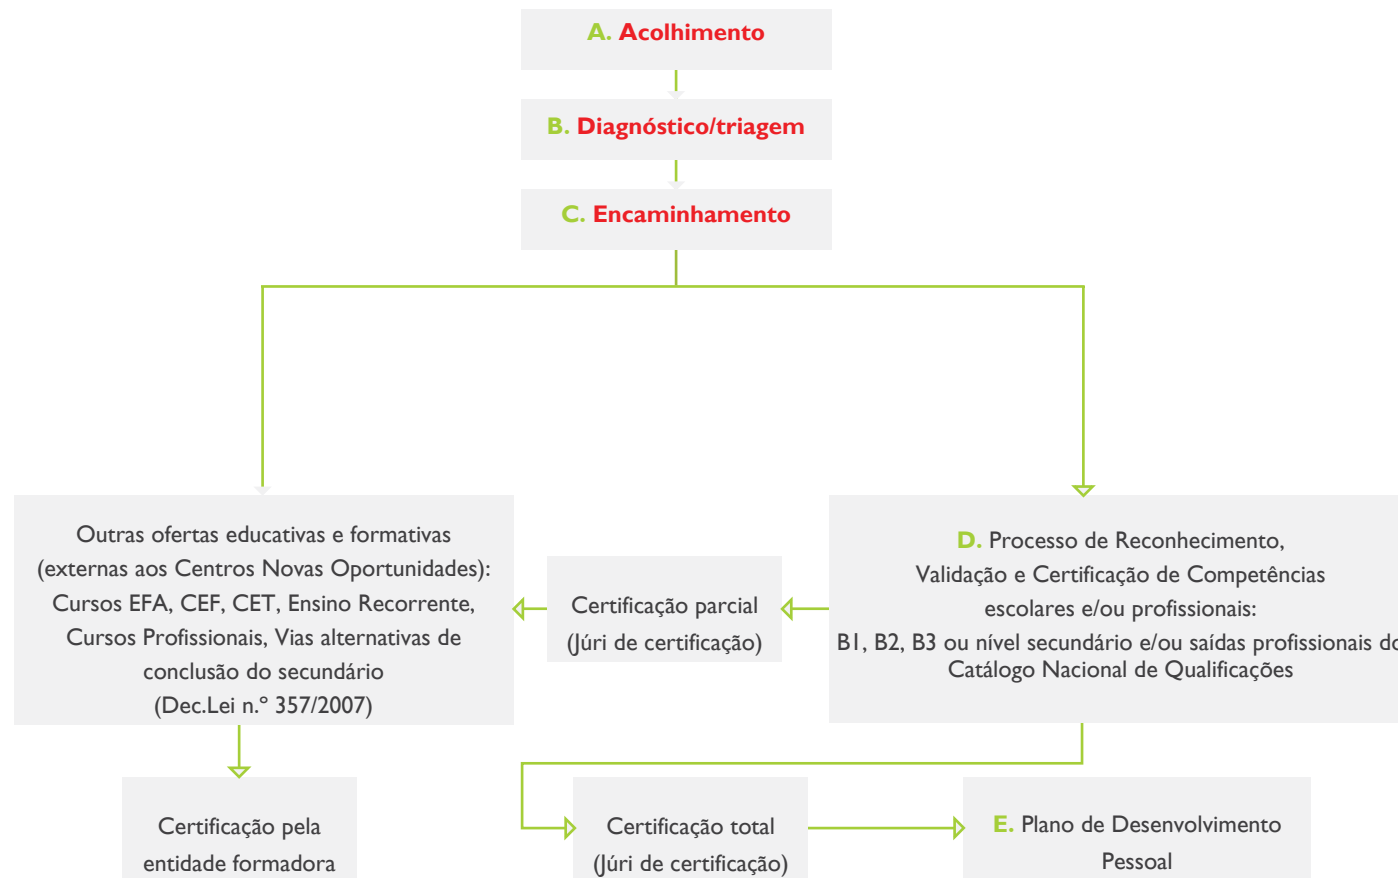 A. Acolhimento
B. Diagnóstico/triagem
C. Encaminhamento
Outras ofertas educativas e formativas
(externas aos Centros Novas Oportunidades):
Cursos EFA, CEF, CET, Ensino Recorrente,
Cursos Profissionais, Vias alternativas de
conclusão do secundário
(Dec.Lei n.º 357/2007)
Certificação parcial
(Júri de certificação)
D. Processo de Reconhecimento,
Validação e Certificação de Competências
escolares e/ou profissionais:
B1, B2, B3 ou nível secundário e/ou saídas profissionais do
Catálogo Nacional de Qualificações
Certificação pela
entidade formadora
Certificação total
(Júri de certificação)
E. Plano de Desenvolvimento
Pessoal